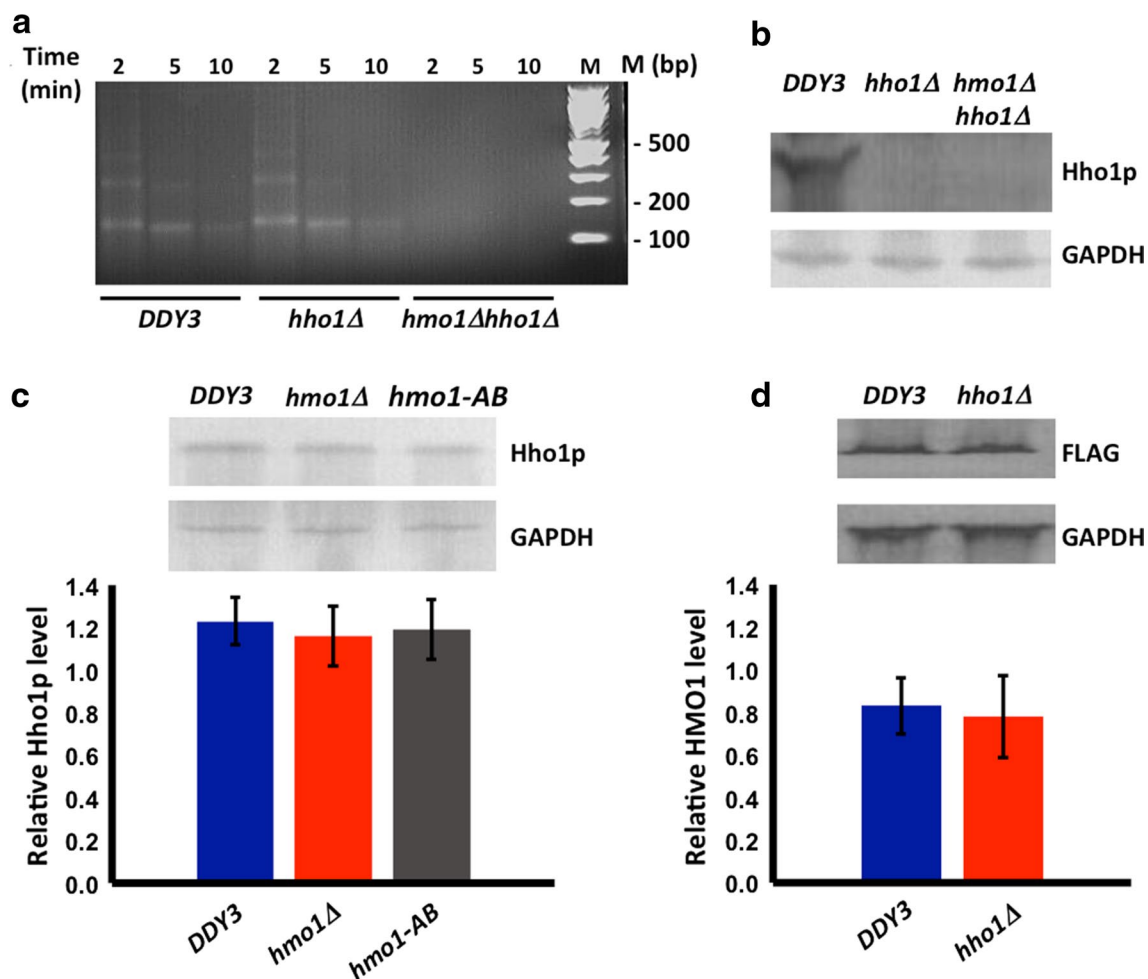 a
Time (min)
2 5 10 2 5 10 2 5 10 M M (bp)
- 500
- 200
- 100
DDY3 hho1Δ hmo1Δhho1Δ
b
DDY3 hho1Δ hmo1Δ hho1Δ
Hho1p
GAPDH
c
DDY3 hmo1Δ hmo1-AB
Hho1p
GAPDH
Relative Hho1p level
1.4
1.2
1.0
0.8
0.6
0.4
0.2
0.0
DDY3 hmo1Δ hmo1-AB
d
DDY3 hho1Δ
FLAG
GAPDH
Relative HMO1 level
1.4
1.2
1.0
0.8
0.6
0.4
0.2
0.0
DDY3 hho1Δ